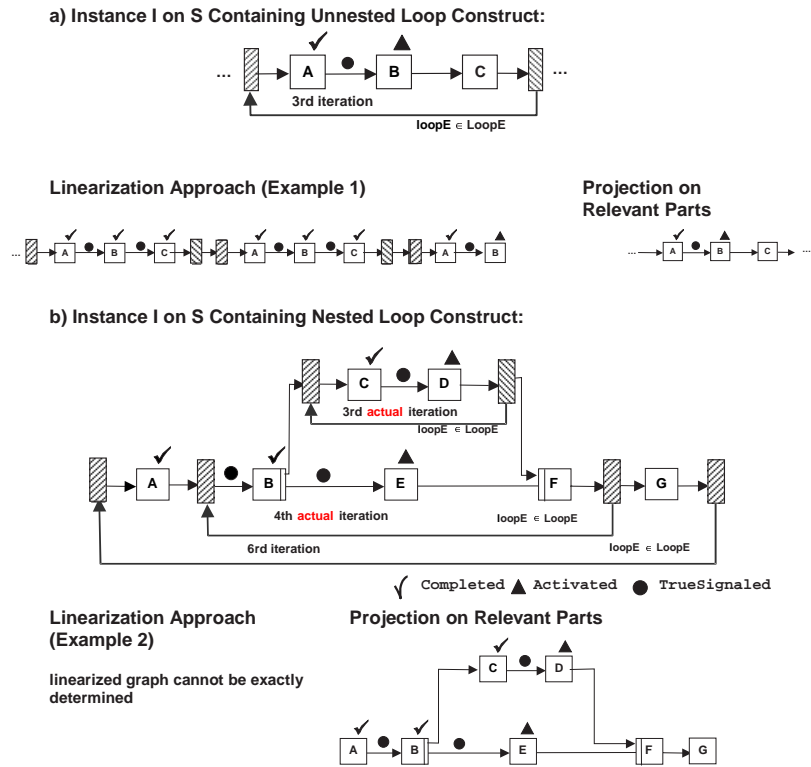 a) Instance I on S Containing Unnested Loop Construct:
... A B C ...
3rd iteration
loopE ∈ LoopE
Linearization Approach (Example 1)
Projection on
Relevant Parts
... A B C A B C A B
... A B C ...
b) Instance I on S Containing Nested Loop Construct:
C D
3rd actual iteration
loopE ∈ LoopE
A B E F G
4th actual iteration
loopE ∈ LoopE
6rd iteration
loopE ∈ LoopE
Completed Activated TrueSignaled
Linearization Approach
(Example 2)
Projection on Relevant Parts
linearized graph cannot be exactly
determined
C D
A B E F G